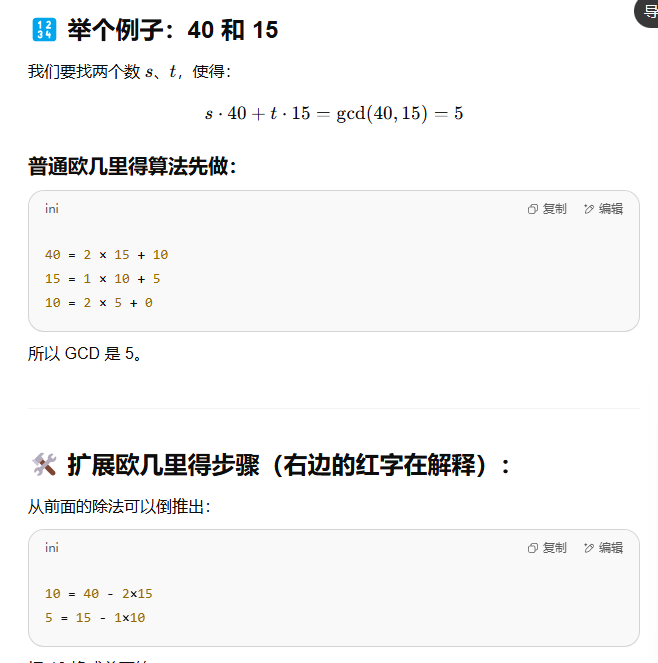 导
🔢 举个例子：40 和 15
我们要找两个数 s、t，使得：
s · 40 + t · 15 = gcd(40, 15) = 5
普通欧几里得算法先做：
ini
复制
编辑
40 = 2 × 15 + 10
15 = 1 × 10 + 5
10 = 2 × 5 + 0
所以 GCD 是 5。
🛠️ 扩展欧几里得步骤（右边的红字在解释）：
从前面的除法可以倒推出：
ini
复制
编辑
10 = 40 - 2×15
5 = 15 - 1×10